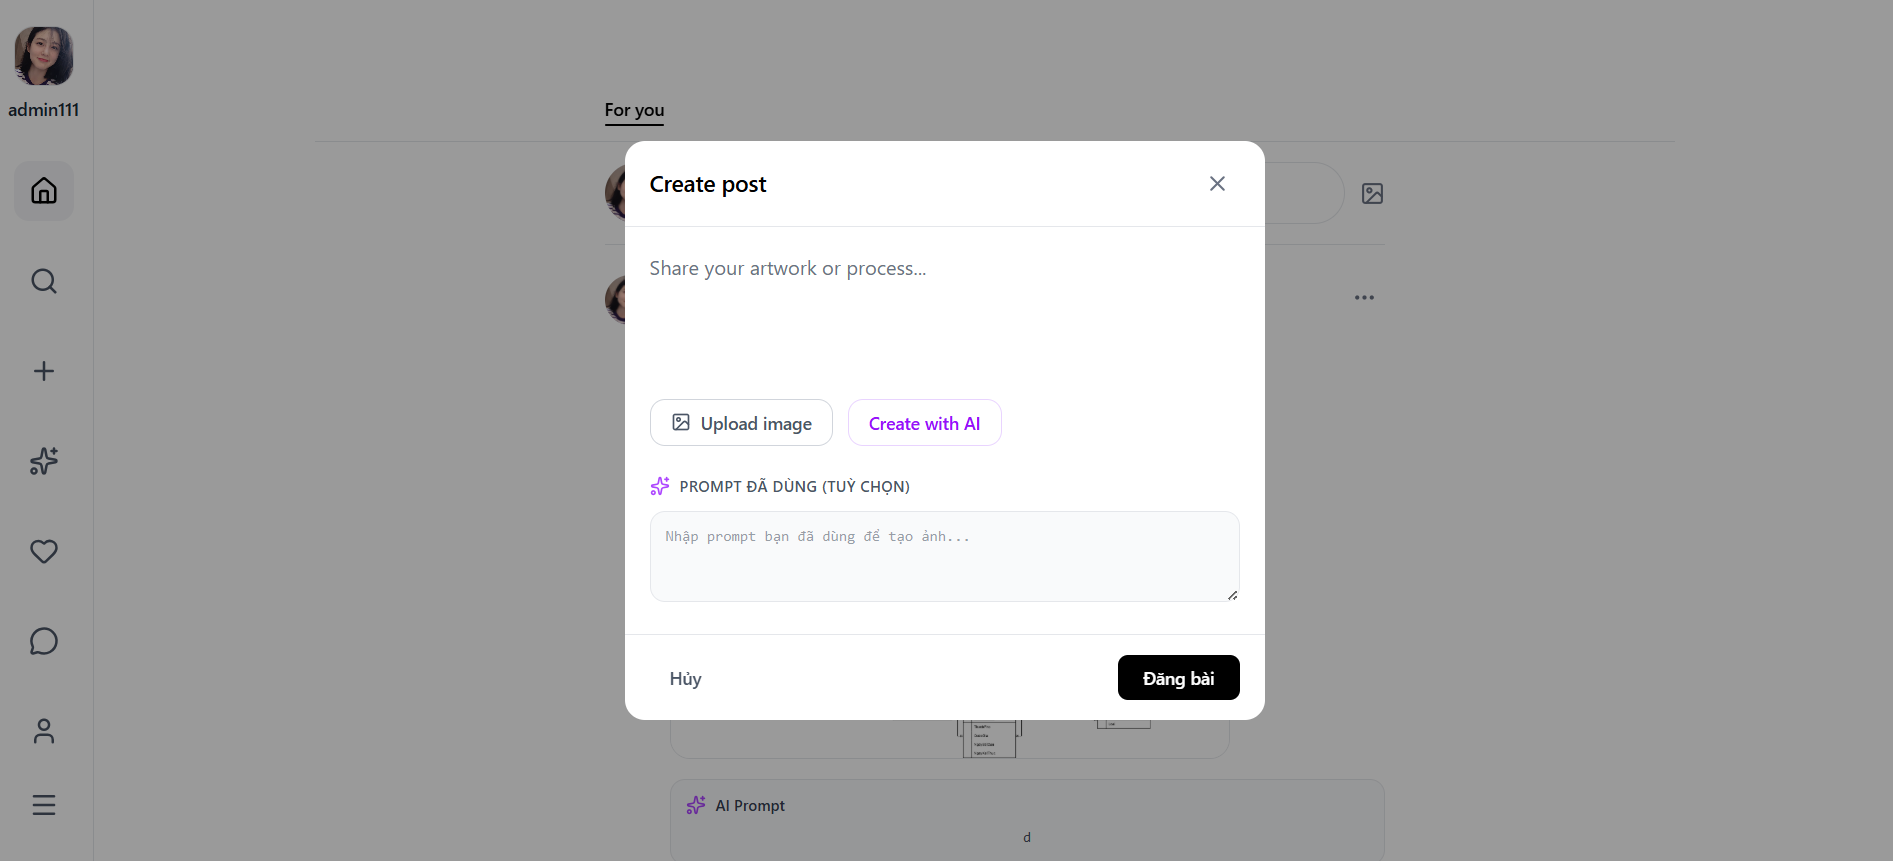 admin111
For you
Create post
Share your artwork or process...
Upload image
Create with AI
PROMPT ĐÃ DÙNG (TUỲ CHỌN)
Nhập prompt bạn đã dùng để tạo ảnh...
Hủy
Đăng bài
AI Prompt
d